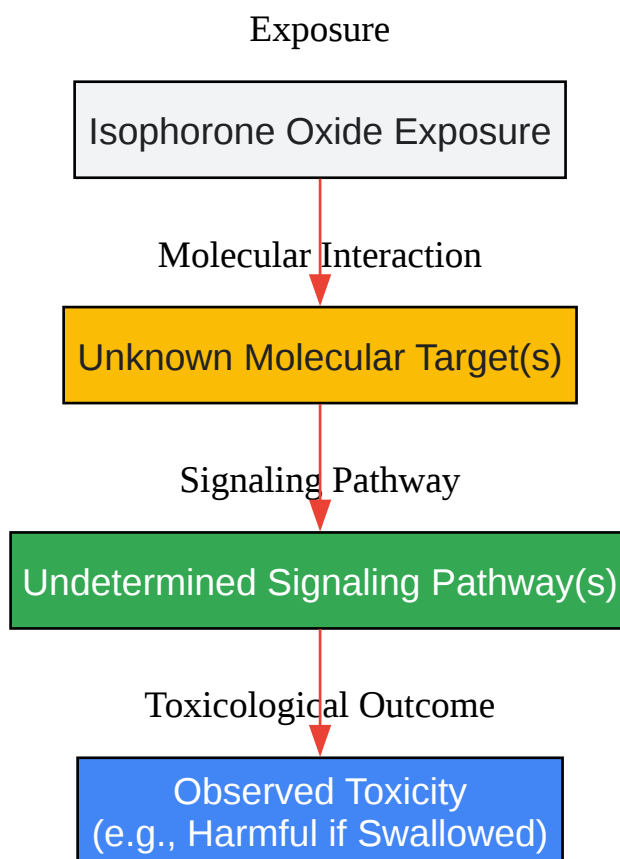 Exposure
Isophorone Oxide Exposure
Molecular Interaction
Unknown Molecular Target(s)
Signaling Pathway
Undetermined Signaling Pathway(s)
Toxicological Outcome
Observed Toxicity
(e.g., Harmful if Swallowed)